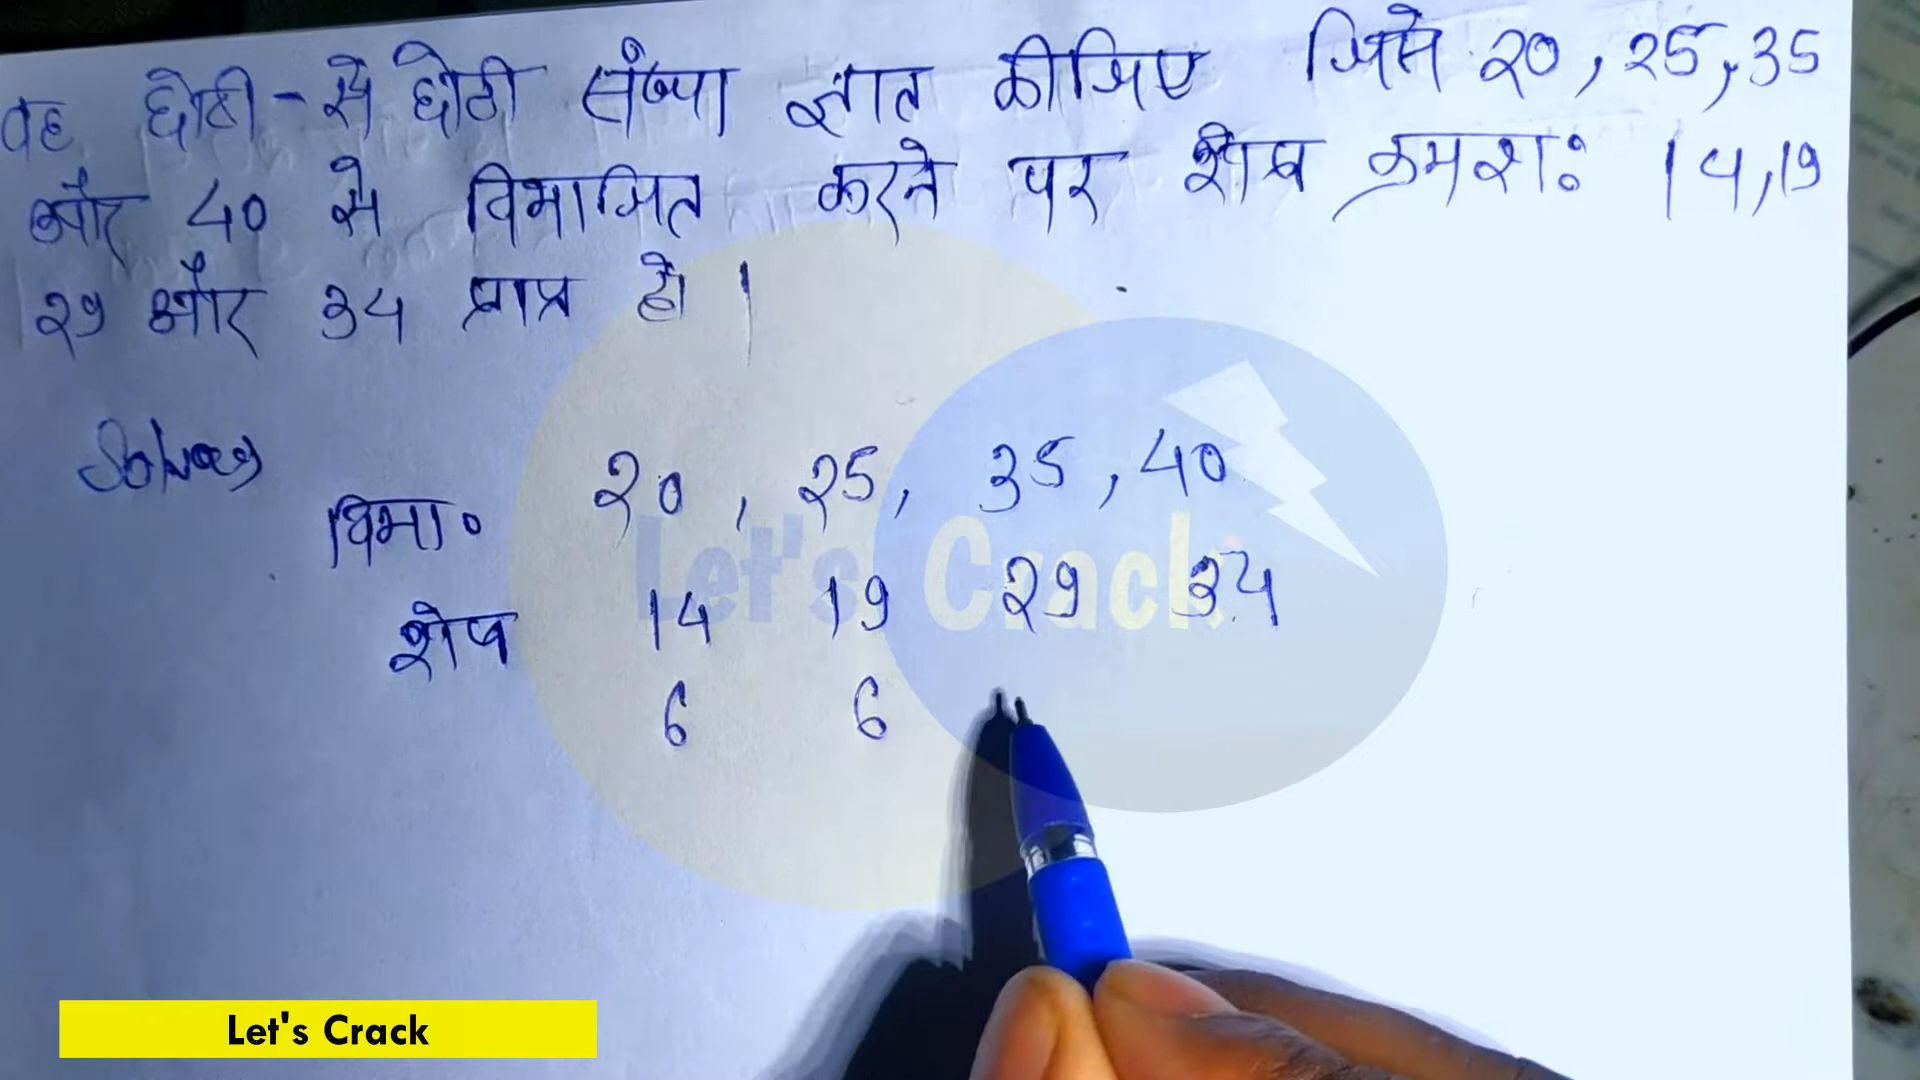 वह छोटी-से छोटी संख्या ज्ञात कीजिए जिसे 20, 25, 35
और 40 से विभाजित करने पर शेष क्रमशः 14, 19
29 और 34 प्राप्त हो।
विभा० 20, 25, 35, 40
शेष 14 19 29 34
6 6
Let's Crack
Let's Crack